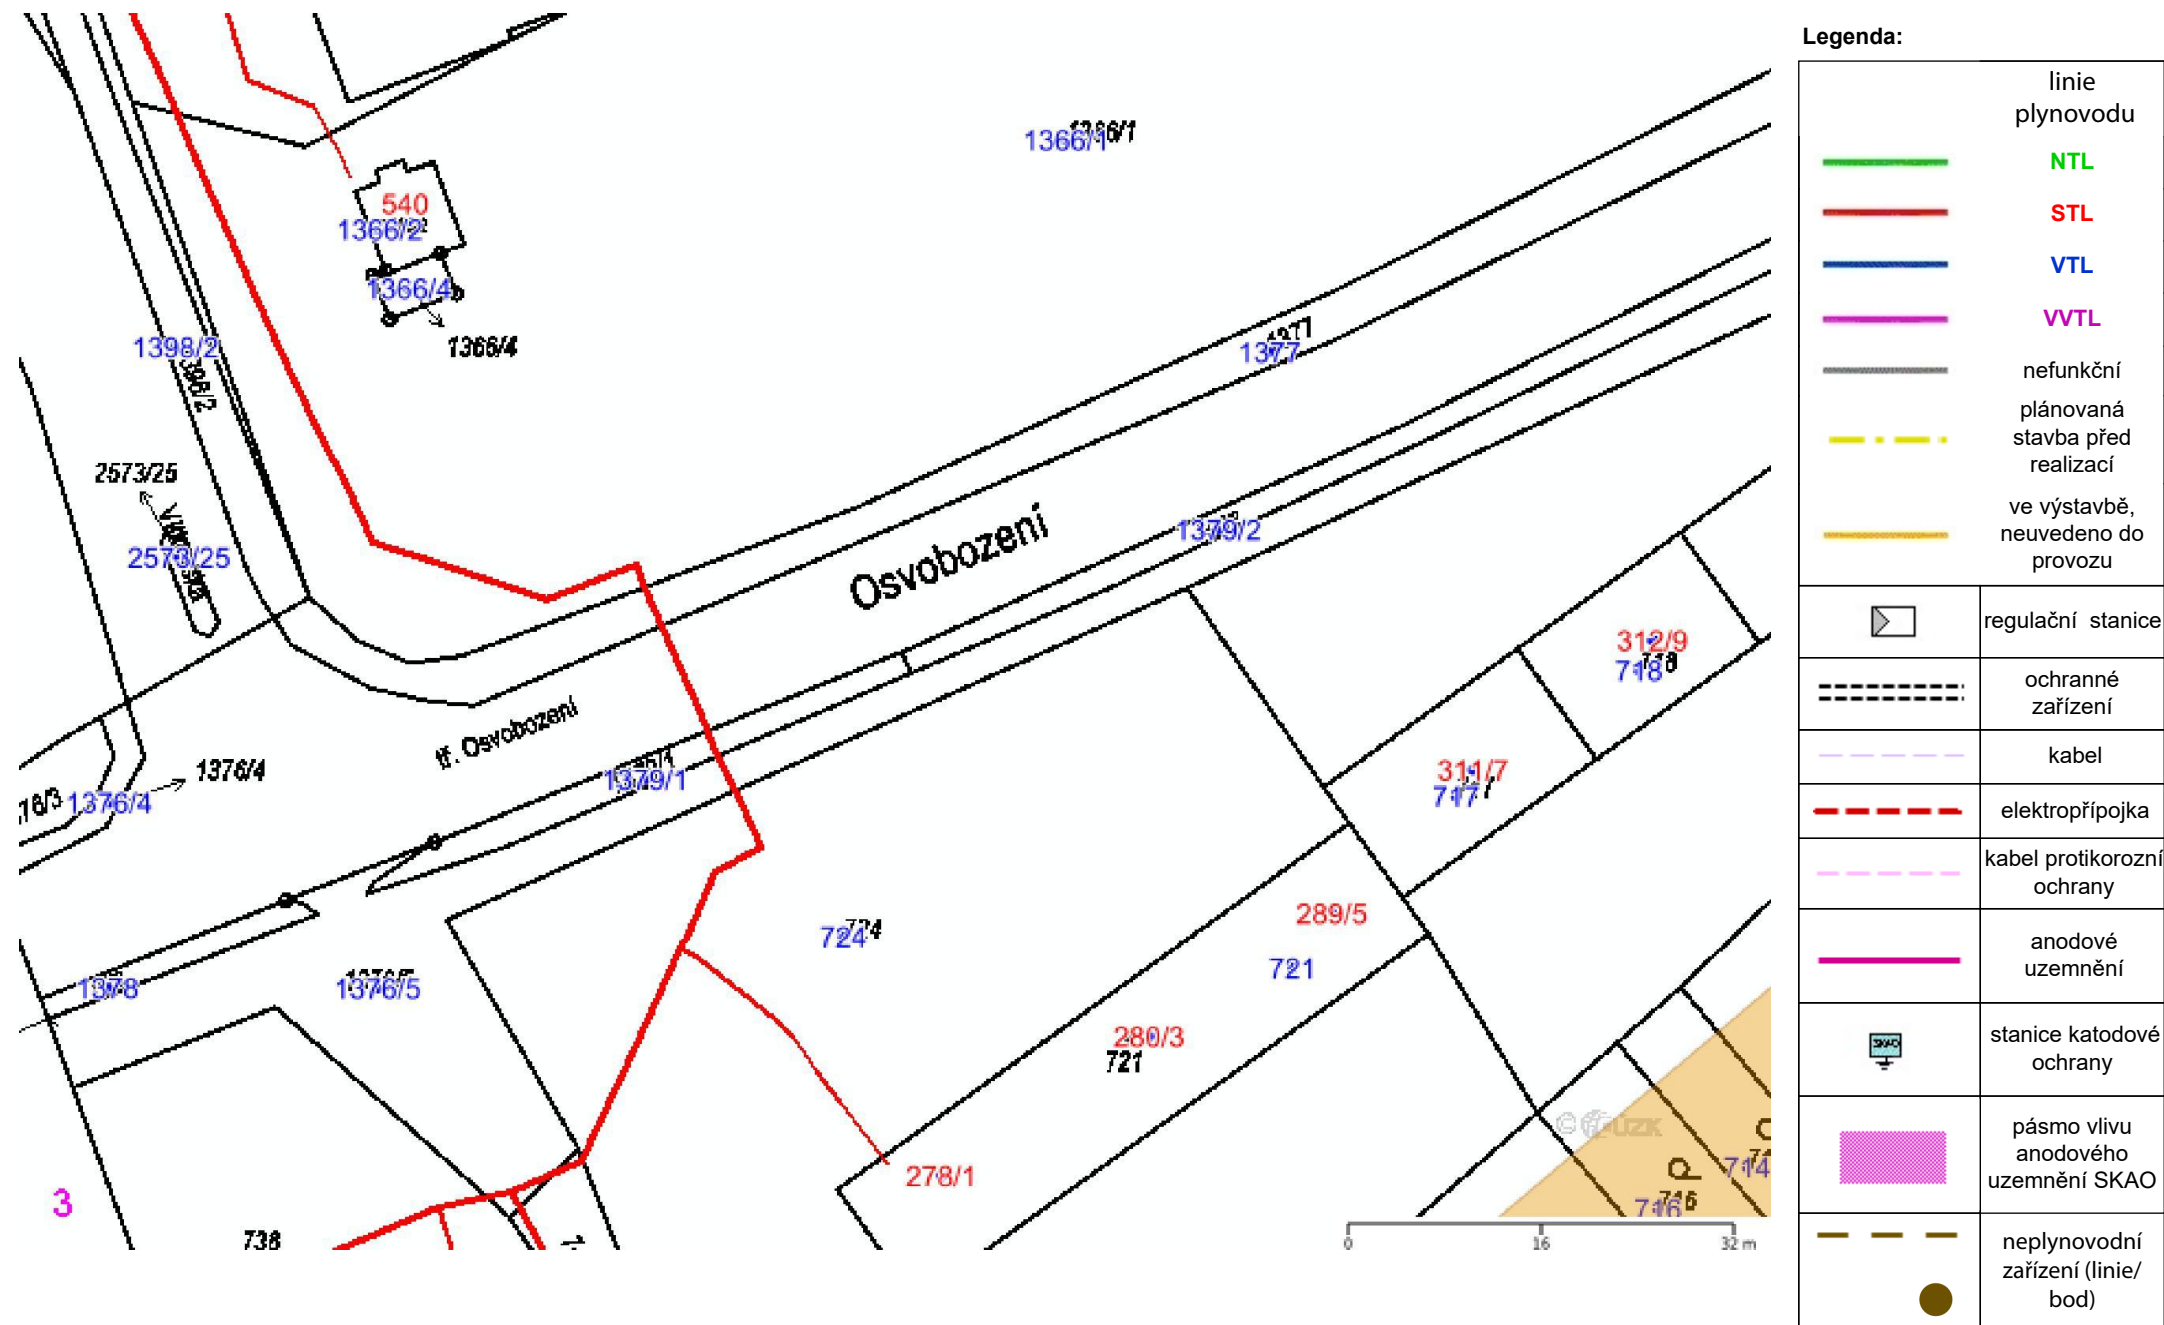 Legenda:
linie
plynovodu
NTL
STL
VTL
VVTL
nefunkční
plánovaná
stavba před
realizací
ve výstavbě,
neuvedeno do
provozu
regulační stanice
ochranné
zařízení
kabel
elektropřípojka
kabel protikorozní
ochrany
anodové
uzemnění
SKAO
stanice katodové
ochrany
pásmo vlivu
anodového
uzemnění SKAO
neplynovodní
zařízení (linie/
bod)
1366/1
540
1366/2
1366/4
1366/4
1398/2
1377
2573/25
2573/25
Osvobození
1379/2
312/9
718
tř. Osvobození
1376/4
1376/4
1379/1
311/7
717
724
289/5
721
1378
1376/5
280/3
721
278/1
3
738
714
716
0 16 32 m